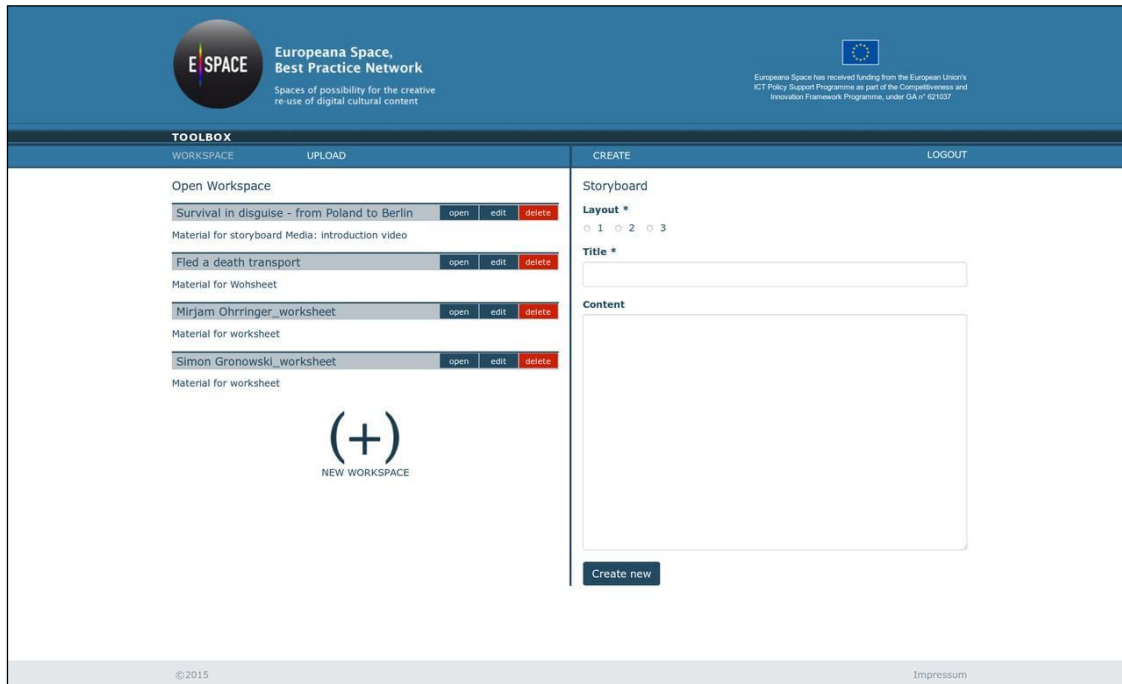 E SPACE
Europeana Space,
Best Practice Network
Spaces of possibility for the creative
re-use of digital cultural content
Europeana Space has received funding from the European Union's
ICT Policy Support Programme as part of the Competitiveness and
Innovation Framework Programme, under GA n° 621037
TOOLBOX
WORKSPACE UPLOAD CREATE LOGOUT
Open Workspace
Survival in disguise - from Poland to Berlin open edit delete
Material for storyboard Media: introduction video
Fled a death transport open edit delete
Material for Wohsheet
Mirjam Ohrringer_worksheet open edit delete
Material for worksheet
Simon Gronowski_worksheet open edit delete
Material for worksheet
(+)
NEW WORKSPACE
Storyboard
Layout *
1 2 3
Title *
Content
Create new
©2015 Impressum